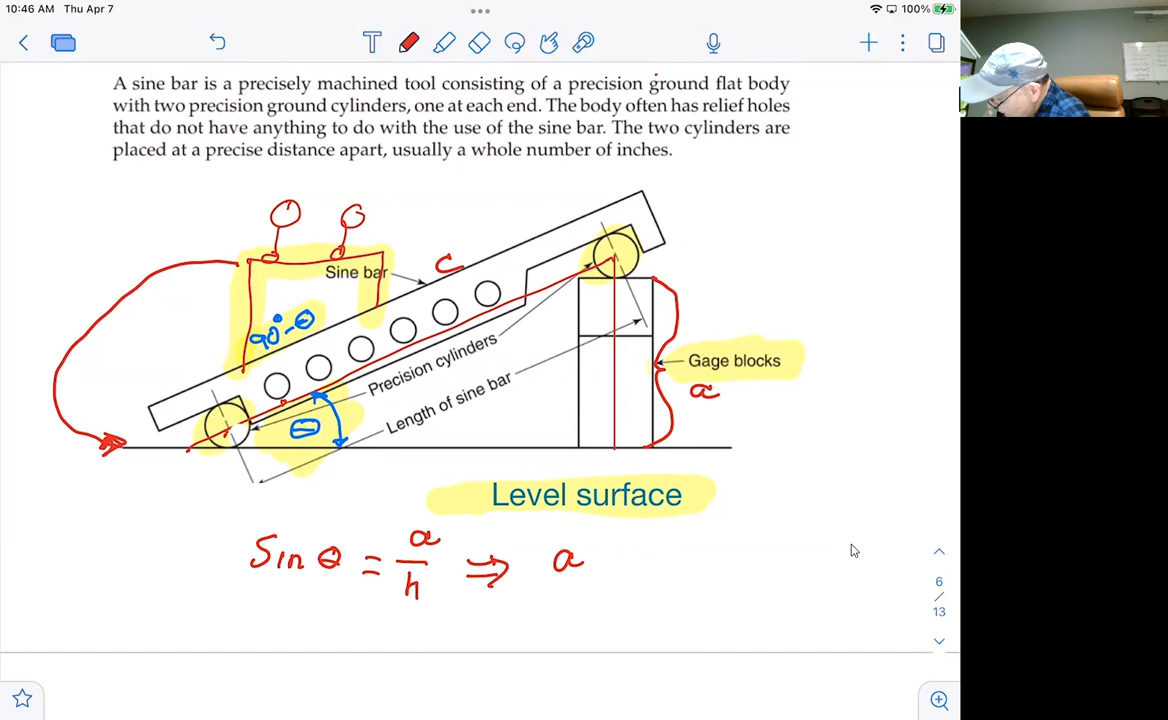 10:46 AM Thu Apr 7
100%
A sine bar is a precisely machined tool consisting of a precision ground flat body
with two precision ground cylinders, one at each end. The body often has relief holes
that do not have anything to do with the use of the sine bar. The two cylinders are
placed at a precise distance apart, usually a whole number of inches.
Sine bar
c
90°-θ
Precision cylinders
Gage blocks
a
Length of sine bar
θ
Level surface
Sin θ = a/h ⇒ a
6
/
13